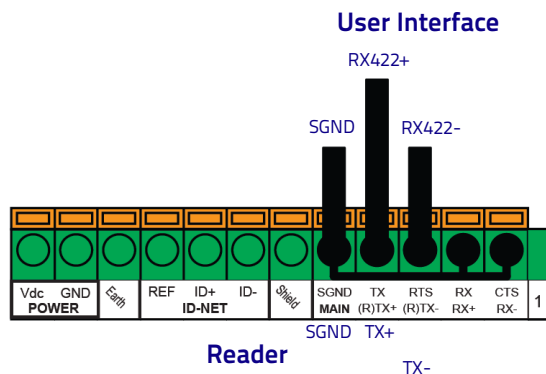 User Interface
RX422+
SGND
RX422-
Vdc GND Earth REF ID+ ID- Shield SGND TX RTS RX CTS 1
POWER ID-NET MAIN (R)TX+ (R)TX- RX+ RX-
SGND TX+
Reader
TX-